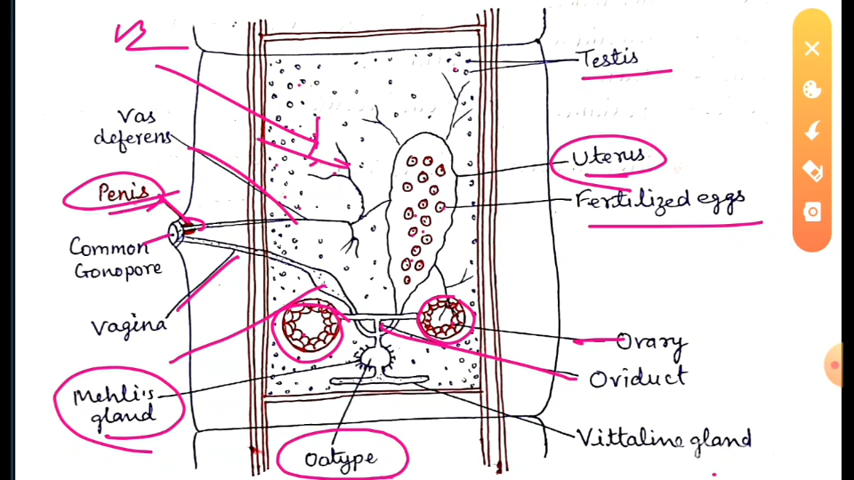 Testis
Vas
deferens
Uterus
Penis
Fertilized eggs
Common
Gonopore
Vagina
Ovary
Oviduct
Mehli's
gland
Vittaline gland
Ootype